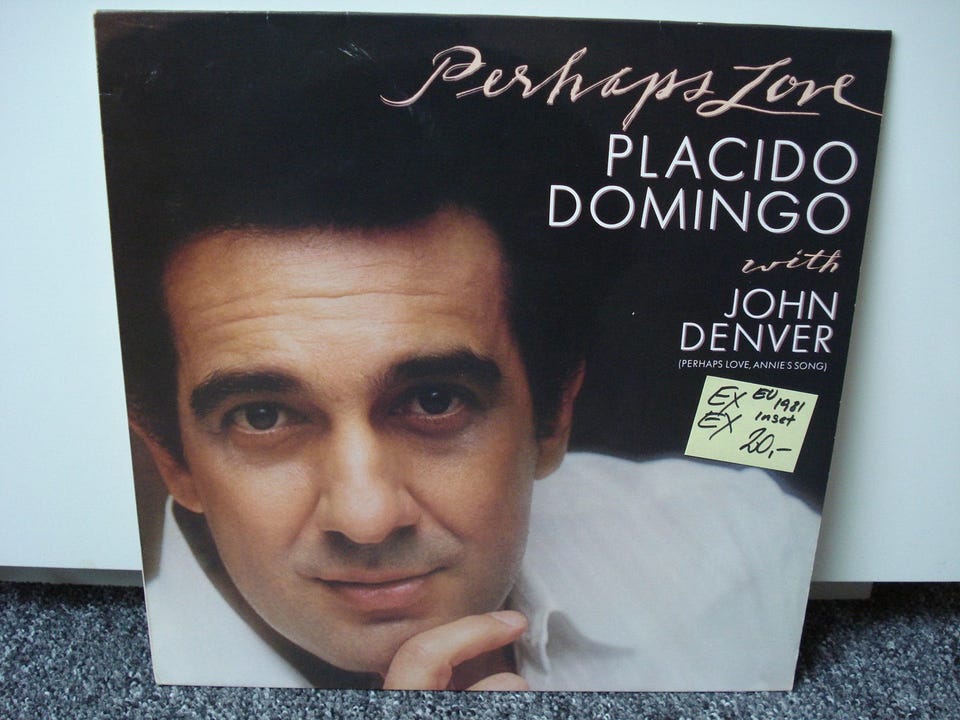 Perhaps Love
PLACIDO
DOMINGO
with
JOHN
DENVER
(PERHAPS LOVE, ANNIE'S SONG)
EX EU 1981
EX inset
20,-